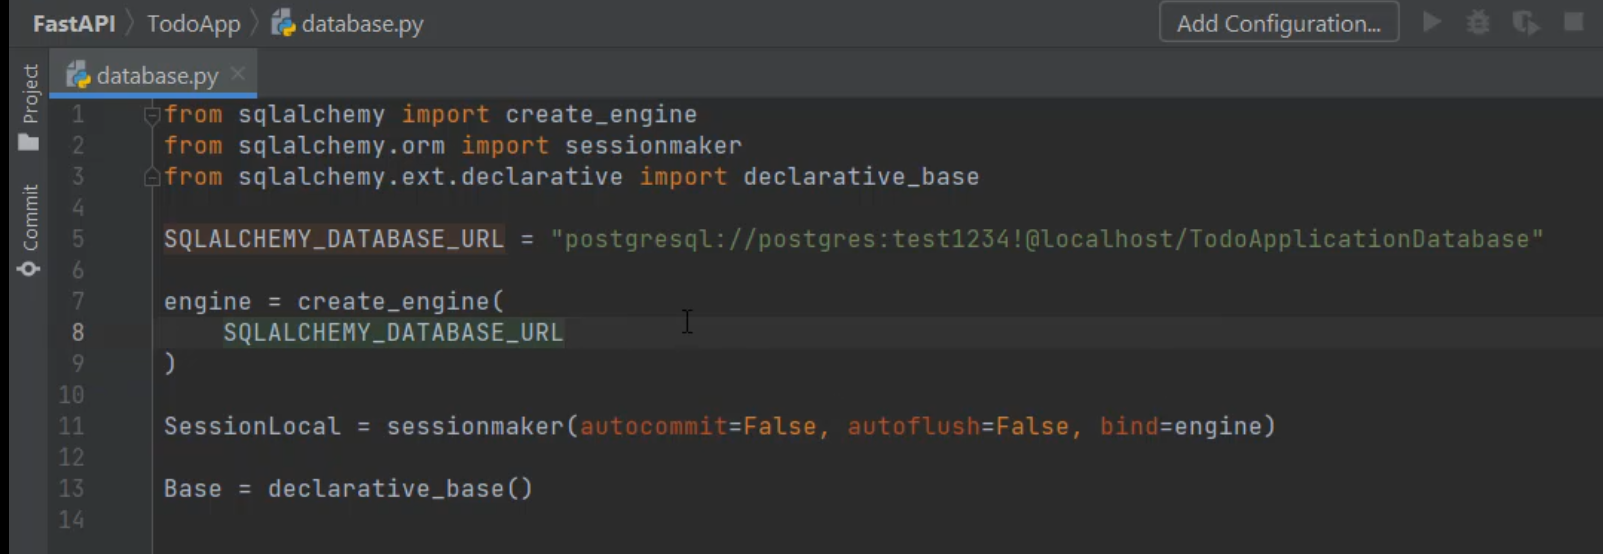 FastAPI TodoApp database.py Add Configuration...
database.py
Project
Commit
1 from sqlalchemy import create_engine
2 from sqlalchemy.orm import sessionmaker
3 from sqlalchemy.ext.declarative import declarative_base
4
5 SQLALCHEMY_DATABASE_URL = "postgresql://postgres:test1234!@localhost/TodoApplicationDatabase"
6
7 engine = create_engine(
8     SQLALCHEMY_DATABASE_URL
9 )
10
11 SessionLocal = sessionmaker(autocommit=False, autoflush=False, bind=engine)
12
13 Base = declarative_base()
14